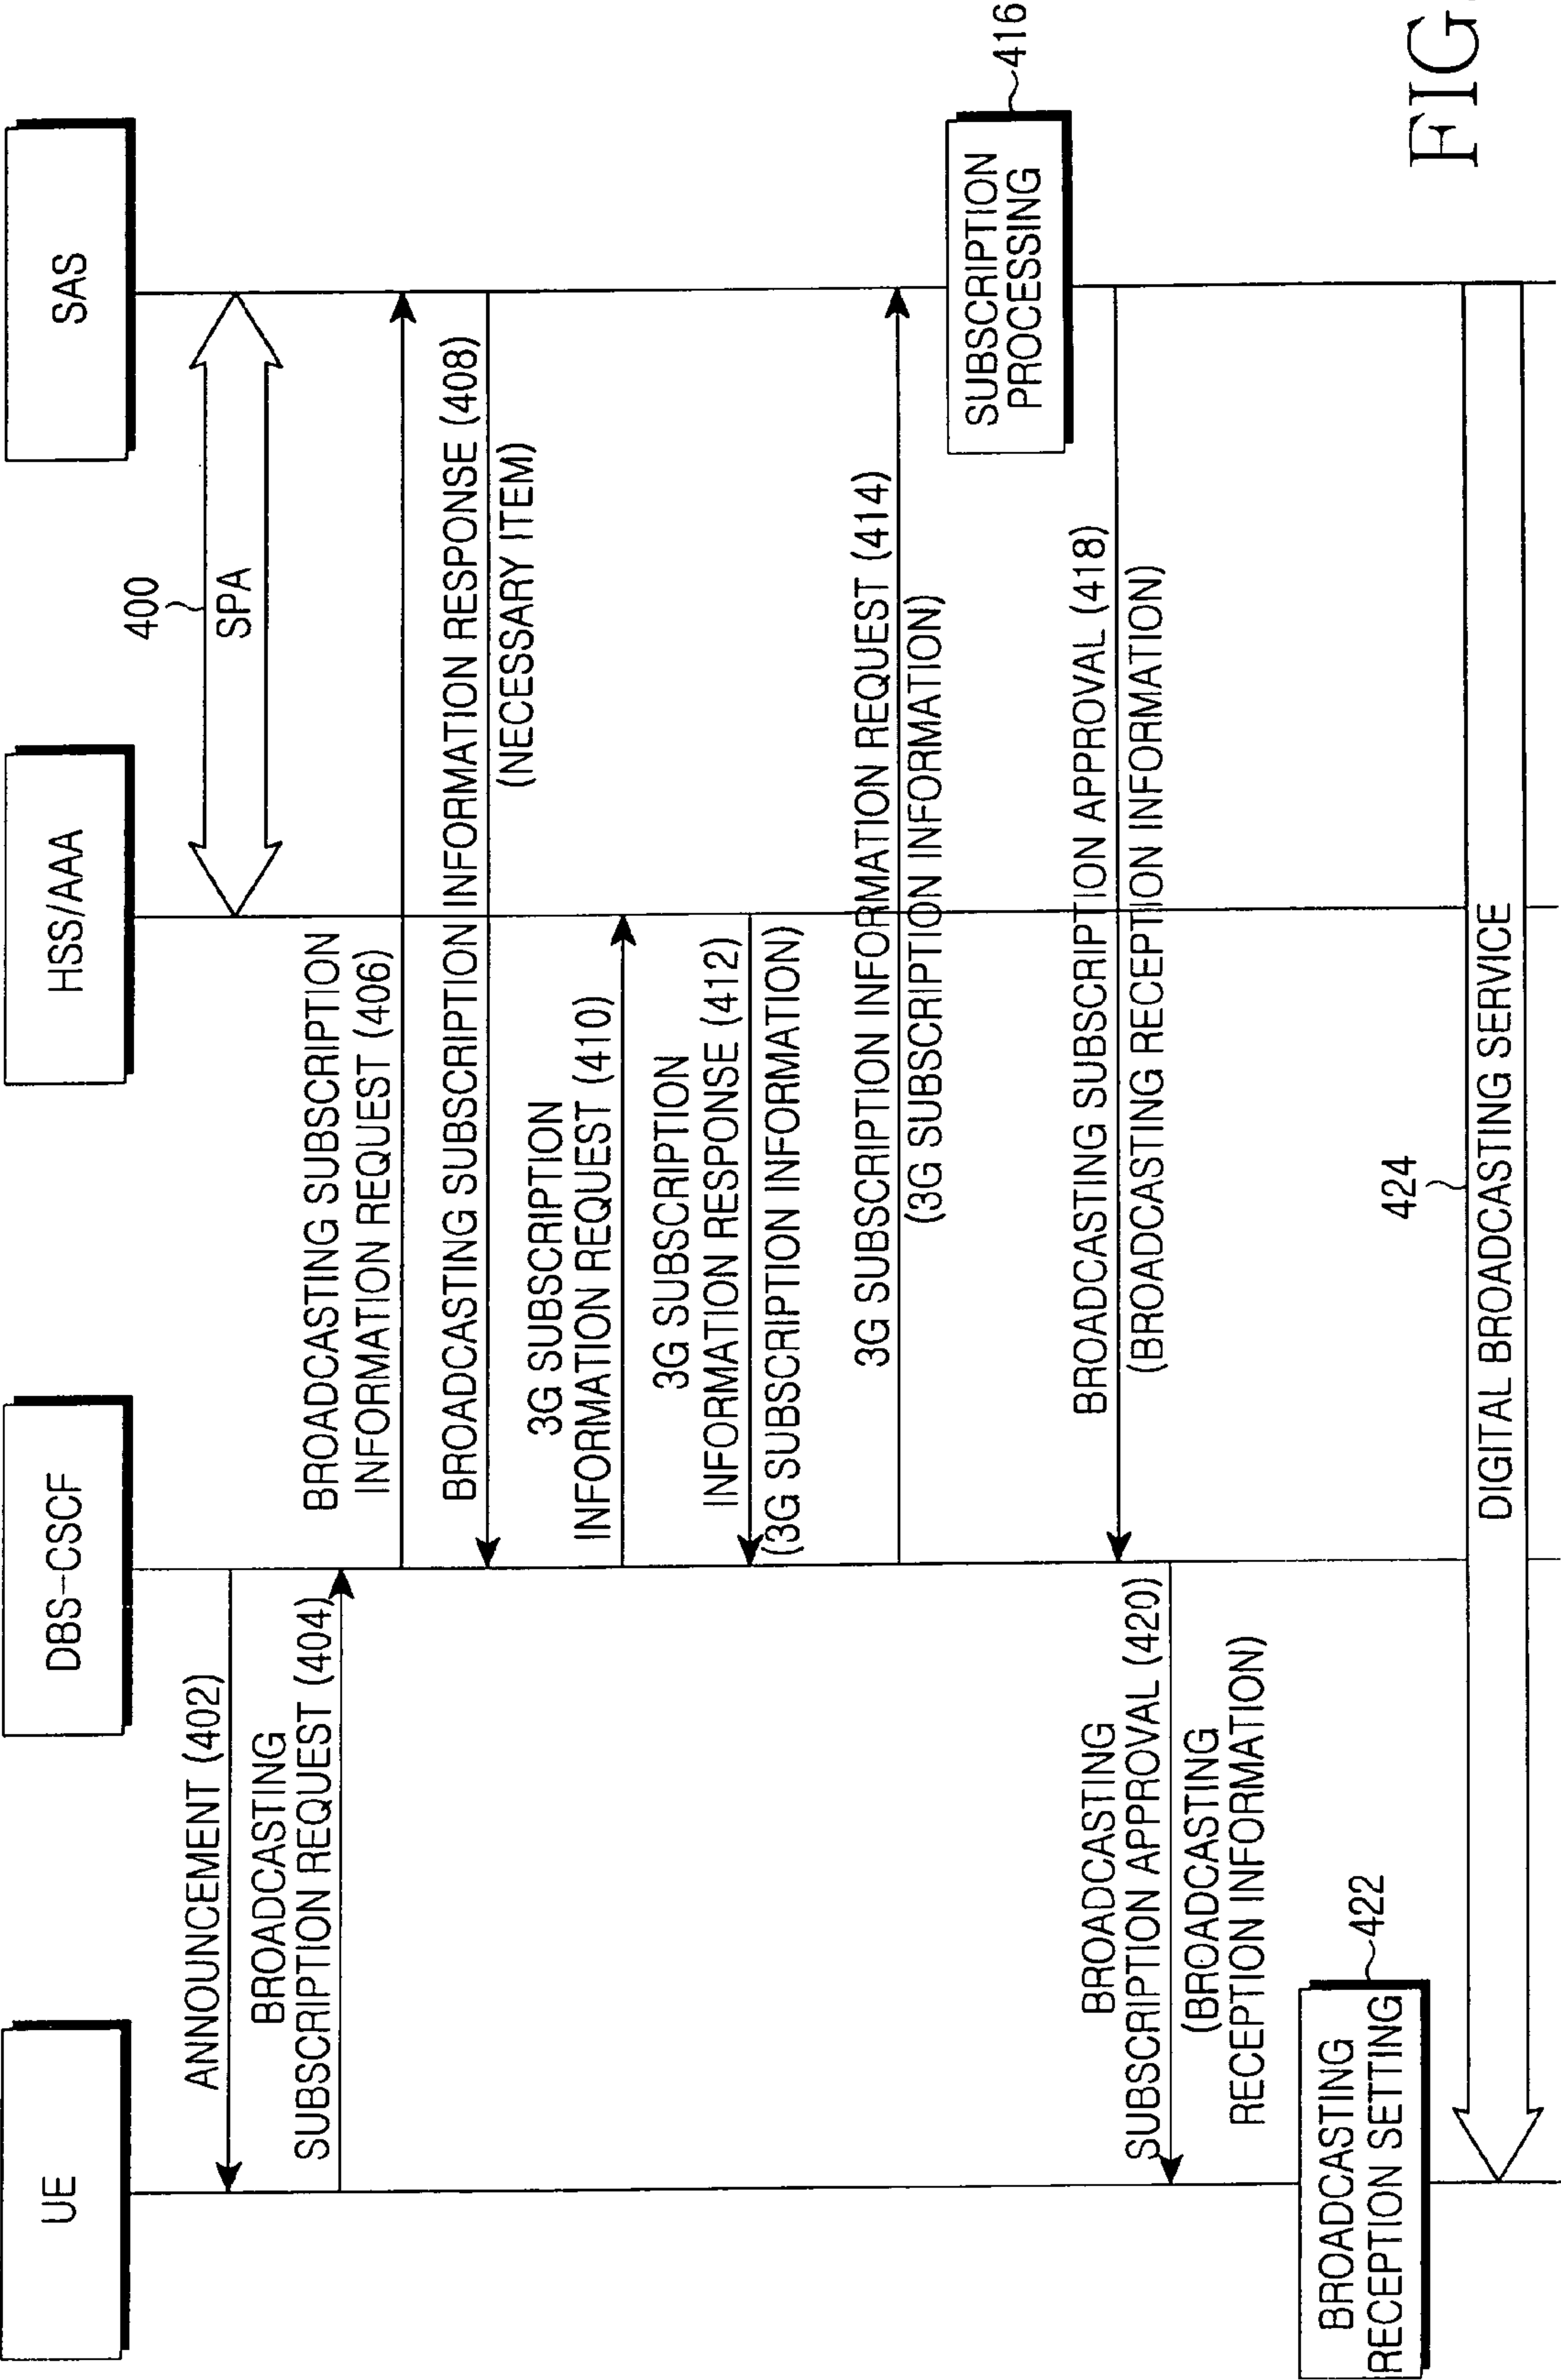 UE
DBS-CSCF
HSS/AAA
SAS
400
SPA
ANNOUNCEMENT (402)
BROADCASTING
SUBSCRIPTION REQUEST (404)
BROADCASTING SUBSCRIPTION
INFORMATION REQUEST (406)
BROADCASTING SUBSCRIPTION INFORMATION RESPONSE (408)
(NECESSARY ITEM)
3G SUBSCRIPTION
INFORMATION REQUEST (410)
3G SUBSCRIPTION
INFORMATION RESPONSE (412)
(3G SUBSCRIPTION INFORMATION)
3G SUBSCRIPTION INFORMATION REQUEST (414)
(3G SUBSCRIPTION INFORMATION)
SUBSCRIPTION
PROCESSING
416
BROADCASTING SUBSCRIPTION APPROVAL (418)
(BROADCASTING RECEPTION INFORMATION)
BROADCASTING
SUBSCRIPTION APPROVAL (420)
(BROADCASTING
RECEPTION INFORMATION)
BROADCASTING
RECEPTION SETTING
422
424
DIGITAL BROADCASTING SERVICE
FIG